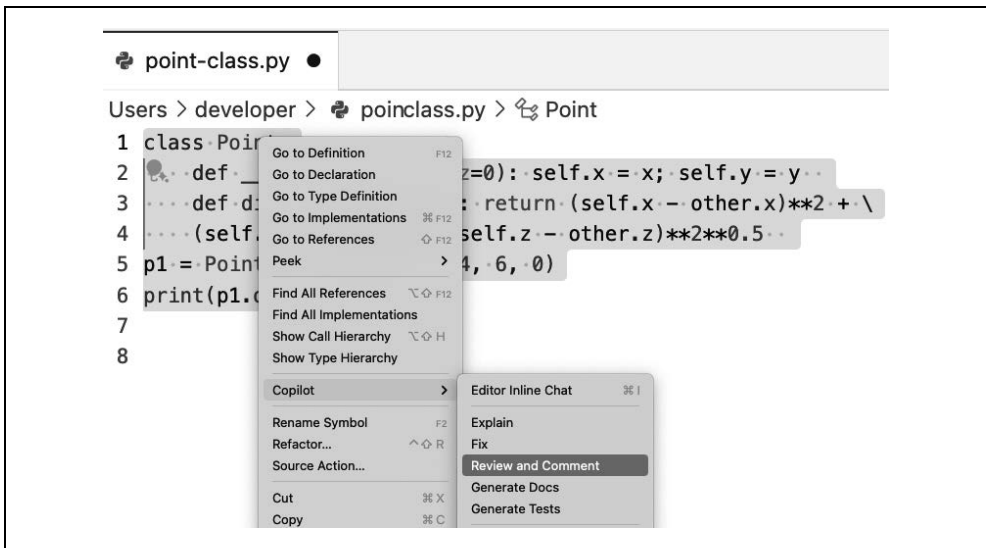 point-class.py ●
Users > developer > poinclass.py > Point
1 class Poin
2 def __ z=0): self.x = x; self.y = y
3 def di : return (self.x - other.x)**2 + \
4 (self. self.z - other.z)**2**0.5
5 p1 = Point 4, 6, 0)
6 print(p1.
7
8
Go to Definition F12
Go to Declaration
Go to Type Definition
Go to Implementations ⌘ F12
Go to References ⇧ F12
Peek >
Find All References ⌥⇧ F12
Find All Implementations
Show Call Hierarchy ⌥⇧ H
Show Type Hierarchy
Copilot >
Rename Symbol F2
Refactor... ^⇧ R
Source Action...
Cut ⌘ X
Copy ⌘ C
Editor Inline Chat ⌘ I
Explain
Fix
Review and Comment
Generate Docs
Generate Tests